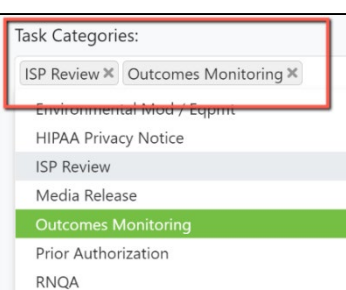 Task Categories:
ISP Review × Outcomes Monitoring ×
Environmental Mod / Eqpmt
HIPAA Privacy Notice
ISP Review
Media Release
Outcomes Monitoring
Prior Authorization
RNQA